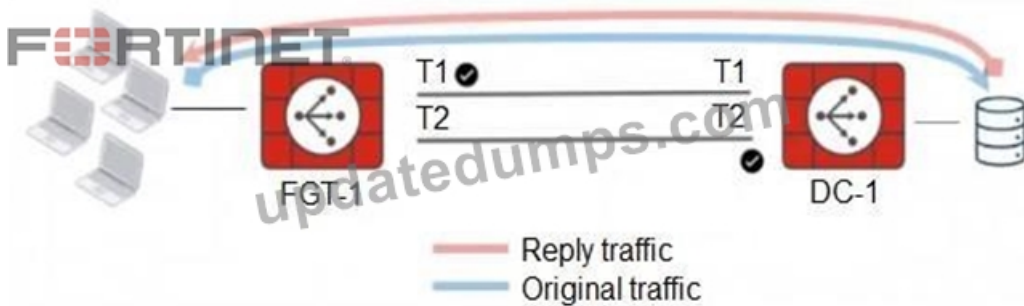 FORTINET
T1 T1
T2 T2
FGT-1 DC-1
updatedumps.com
Reply traffic
Original traffic